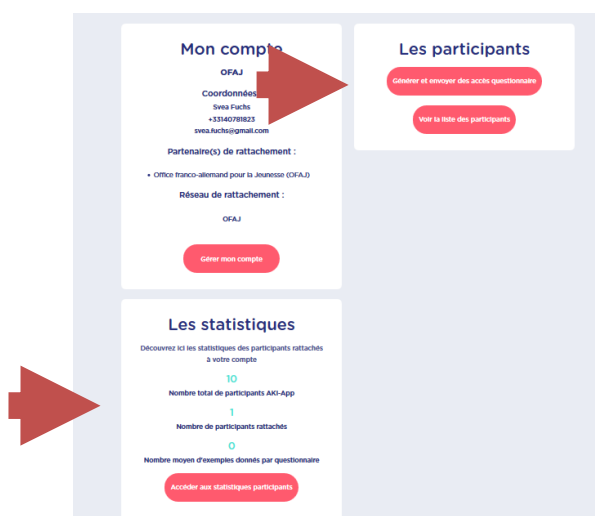 Mon compte
OFAJ
Coordonnées
Svea Fuchs
+33140781823
svea.fuchs@gmail.com
Partenaire(s) de rattachement :
• Office franco-allemand pour la Jeunesse (OFAJ)
Réseau de rattachement :
OFAJ
Gérer mon compte
Les participants
Générer et envoyer des accès questionnaire
Voir la liste des participants
Les statistiques
Découvrez ici les statistiques des participants rattachés
à votre compte
10
Nombre total de participants AKI-App
1
Nombre de participants rattachés
0
Nombre moyen d'exemples donnés par questionnaire
Accéder aux statistiques participants